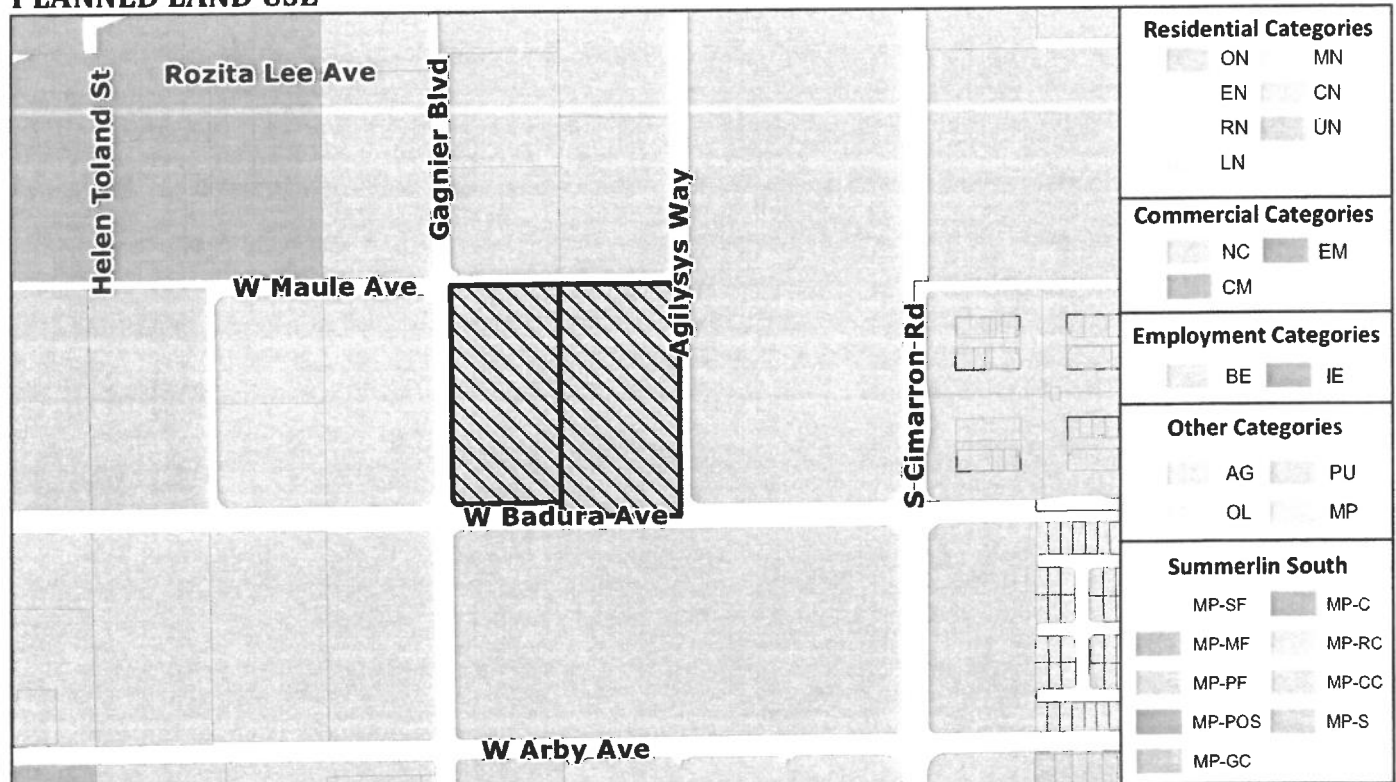 PLANNED LAND USE
Rozita Lee Ave
Helen Toland St
Gagnier Blvd
Agilysys Way
W Maule Ave
S Cimarron Rd
W Badura Ave
W Arby Ave
Residential Categories
ON MN
EN CN
RN UN
LN
Commercial Categories
NC EM
CM
Employment Categories
BE IE
Other Categories
AG PU
OL MP
Summerlin South
MP-SF MP-C
MP-MF MP-RC
MP-PF MP-CC
MP-POS MP-S
MP-GC